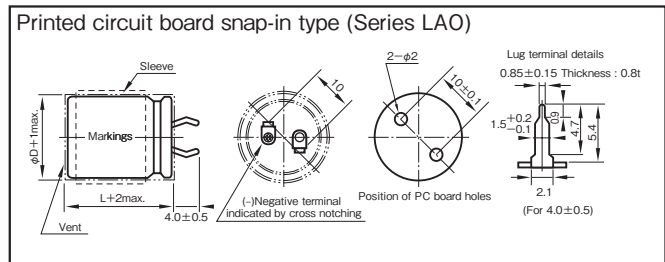 Printed circuit board snap-in type (Series LAO)
Sleeve
Markings
φD+1max.
L+2max.
4.0±0.5
Vent
10
(-)Negative terminal
indicated by cross notching
2-φ2
10±0.1
Position of PC board holes
Lug terminal details
0.85±0.15 Thickness : 0.8t
1.5+0.2
-0.1
0.9
4.7
5.4
2.1
(For 4.0±0.5)